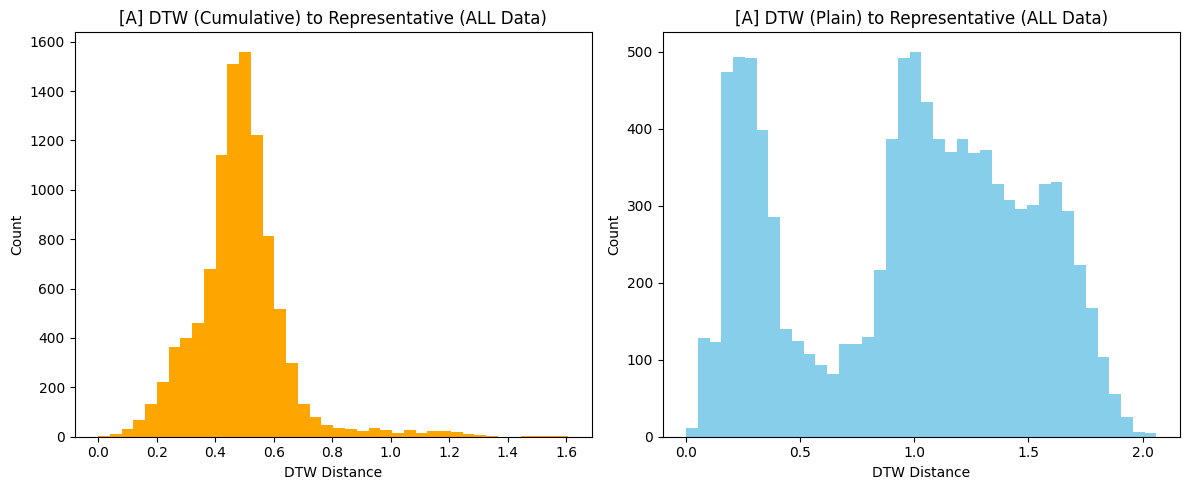 [A] DTW (Cumulative) to Representative (ALL Data)
1600
1400
1200
1000
800
600
400
200
0
Count
0.0 0.2 0.4 0.6 0.8 1.0 1.2 1.4 1.6
DTW Distance
[A] DTW (Plain) to Representative (ALL Data)
500
400
300
200
100
0
Count
0.0 0.5 1.0 1.5 2.0
DTW Distance